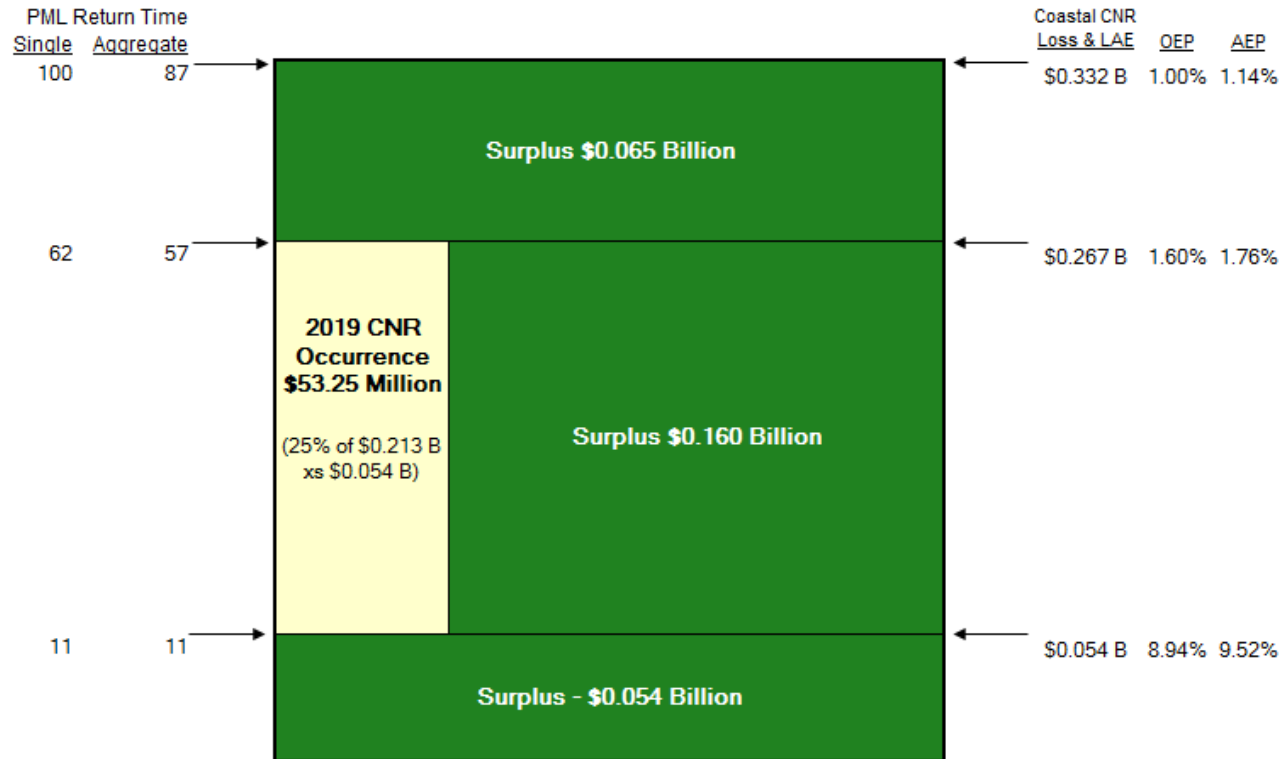 PML Return Time
Single Aggregate
Coastal CNR
Loss & LAE OEP AEP
100 87
$0.332 B 1.00% 1.14%
Surplus $0.065 Billion
62 57
$0.267 B 1.60% 1.76%
2019 CNR
Occurrence
$53.25 Million
(25% of $0.213 B
xs $0.054 B)
Surplus $0.160 Billion
11 11
$0.054 B 8.94% 9.52%
Surplus - $0.054 Billion